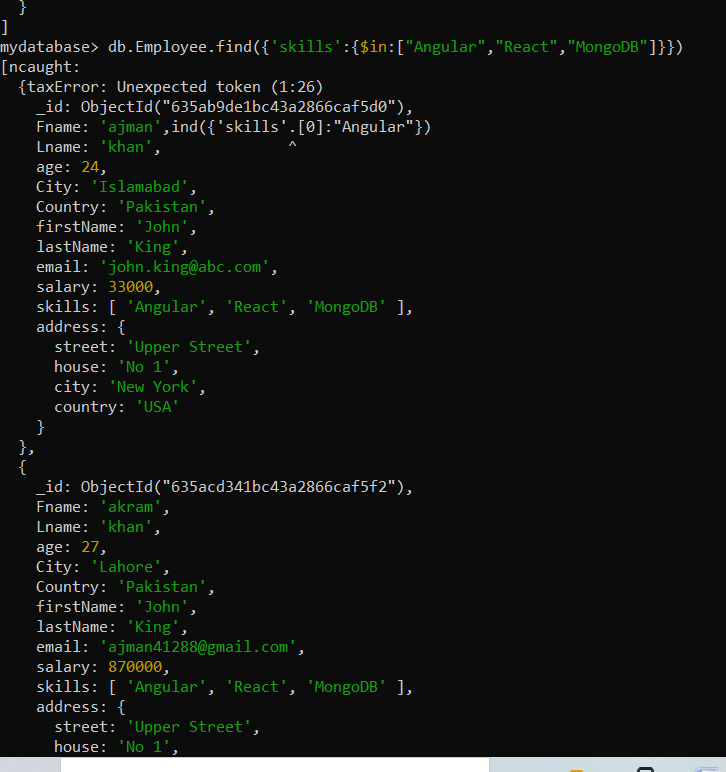 }
]
mydatabase> db.Employee.find({'skills':{$in:["Angular","React","MongoDB"]}})
[ncaught:
  {taxError: Unexpected token (1:26)
    _id: ObjectId("635ab9de1bc43a2866caf5d0"),
    Fname: 'ajman',ind({'skills'.[0]:"Angular"})
    Lname: 'khan',              ^
    age: 24,
    City: 'Islamabad',
    Country: 'Pakistan',
    firstName: 'John',
    lastName: 'King',
    email: 'john.king@abc.com',
    salary: 33000,
    skills: [ 'Angular', 'React', 'MongoDB' ],
    address: {
      street: 'Upper Street',
      house: 'No 1',
      city: 'New York',
      country: 'USA'
    }
  },
  {
    _id: ObjectId("635acd341bc43a2866caf5f2"),
    Fname: 'akram',
    Lname: 'khan',
    age: 27,
    City: 'Lahore',
    Country: 'Pakistan',
    firstName: 'John',
    lastName: 'King',
    email: 'ajman41288@gmail.com',
    salary: 870000,
    skills: [ 'Angular', 'React', 'MongoDB' ],
    address: {
      street: 'Upper Street',
      house: 'No 1',